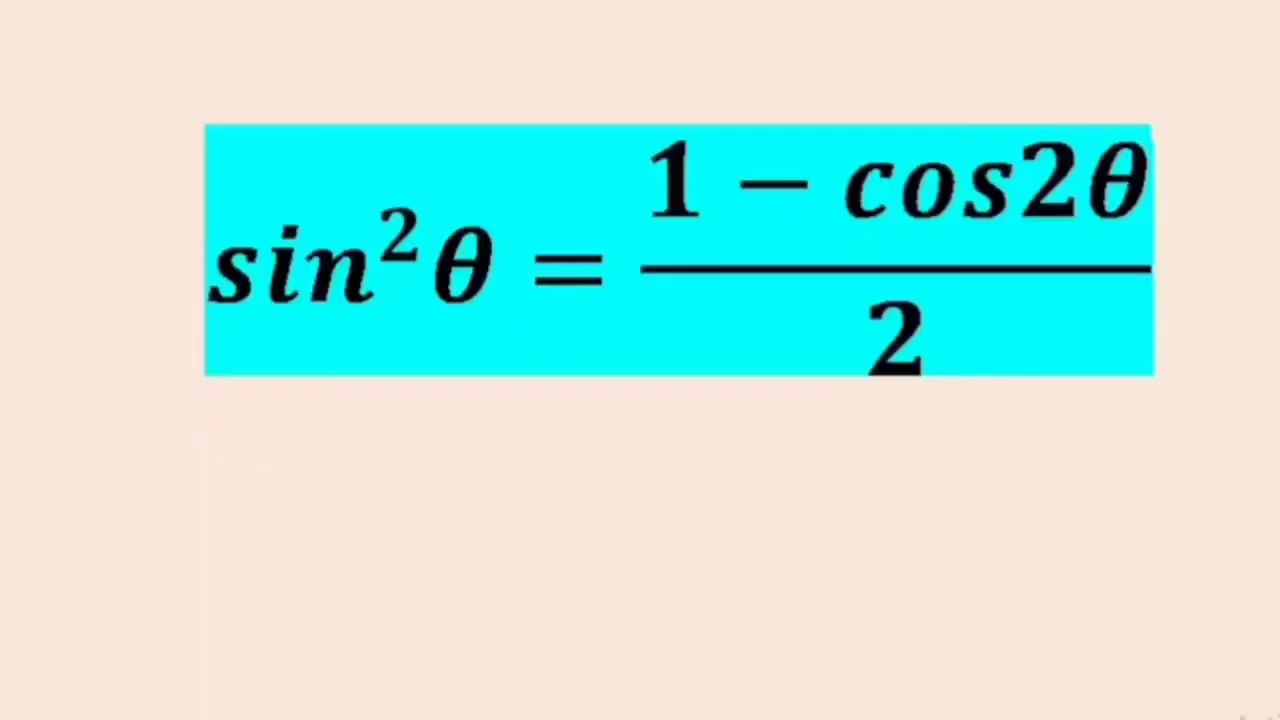 sin²θ = (1 − cos2θ)/2